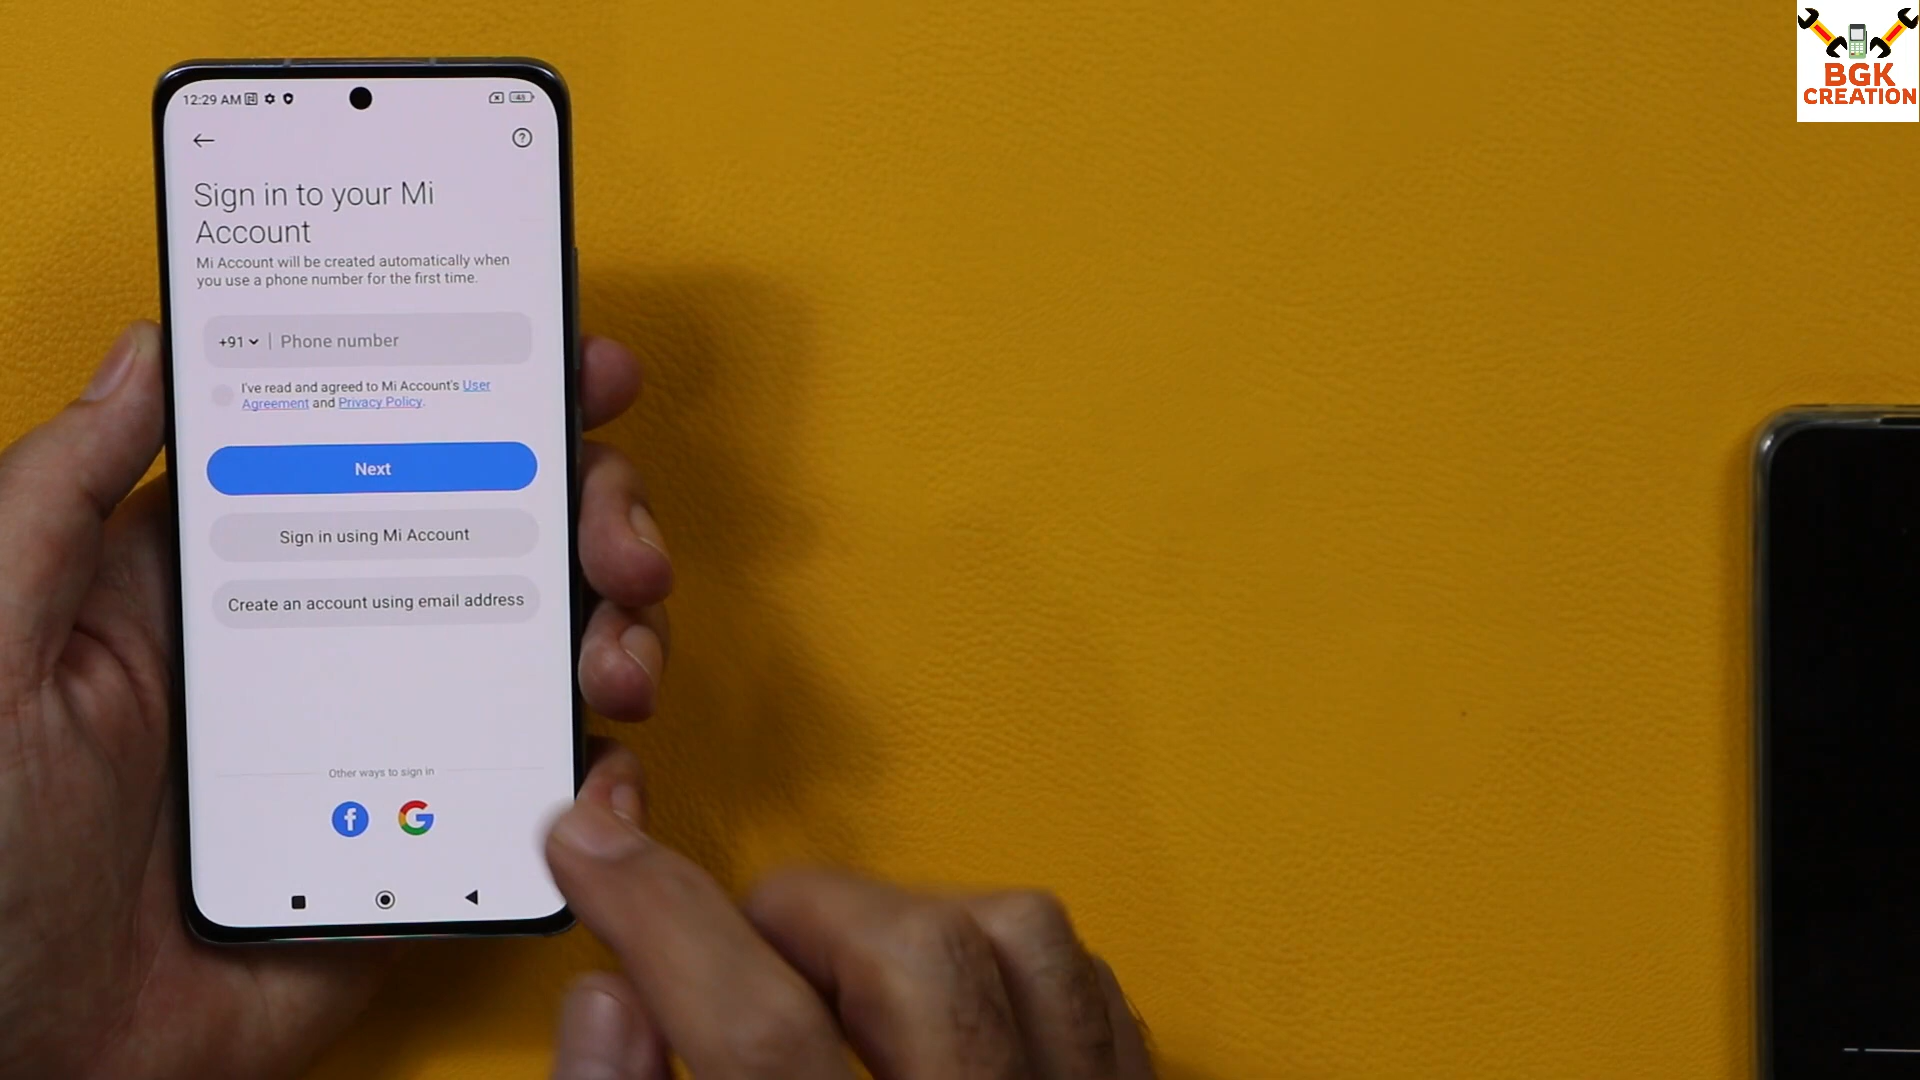 12:29 AM
45
Sign in to your Mi
Account
Mi Account will be created automatically when
you use a phone number for the first time.
+91 Phone number
I've read and agreed to Mi Account's User
Agreement and Privacy Policy.
Next
Sign in using Mi Account
Create an account using email address
Other ways to sign in
BGK
CREATION